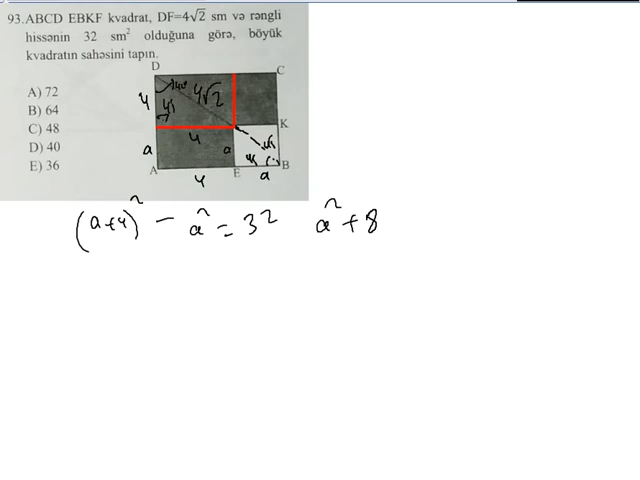 93.ABCD EBKF kvadrat, DF=4√2 sm və rəngli
hissənin 32 sm² olduğuna görə, böyük
kvadratın sahəsini tapın.
D
C
A) 72
B) 64
C) 48
D) 40
E) 36
4
4√2
4
K
a
a
A
4
E
a
B
(a+4)² - a² = 32 a² + 8